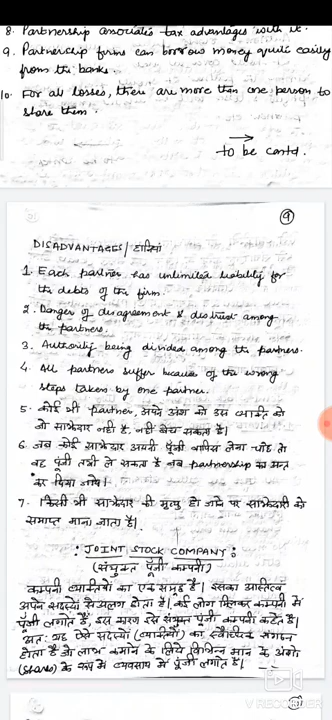 8. Partnership associates tax advantages with it.
9. Partnership firms can borrow money quite easily
from the banks.
10. For all losses, there are more than one person to
share them.
to be contd.
9
DISADVANTAGES / हानियां
1. Each partner has unlimited liability for
the debts of the firm.
2. Danger of disagreement & distrust among
the partners.
3. Authority being divided among the partners.
4. All partners suffer because of the wrong
steps taken by one partner.
5. कोई भी partner, अपने अंश को उस व्यक्ति को
जो साझेदार नहीं है, नहीं बेच सकता है।
6. जब कोई साझेदार अपनी पूँजी वापिस लेना चाहे तो
वह पूंजी तभी ले सकता है जब partnership का अन्त
कर दिया जाये।
7. किसी भी साझेदार की मृत्यु हो जाने पर साझेदारी को
समाप्त माना जाता है।
: JOINT STOCK COMPANY :
(संयुक्त पूँजी कम्पनी)
कम्पनी व्यक्तियों का एक समूह है। इसका अस्तित्व
अपने सदस्यों से अलग होता है। कई लोग मिलकर कम्पनी में
पूँजी लगाते हैं, इस कारण इसे संयुक्त पूंजी कम्पनी कहते हैं।
अतः यह ऐसे सदस्यों (व्यक्तियों) का स्वैच्छिक संगठन
होता है जो लाभ कमाने के लिये विभिन्न मान के अंशों
(shares) के रूप में व्यवसाय में पूँजी लगाते हैं।
V RECORDER